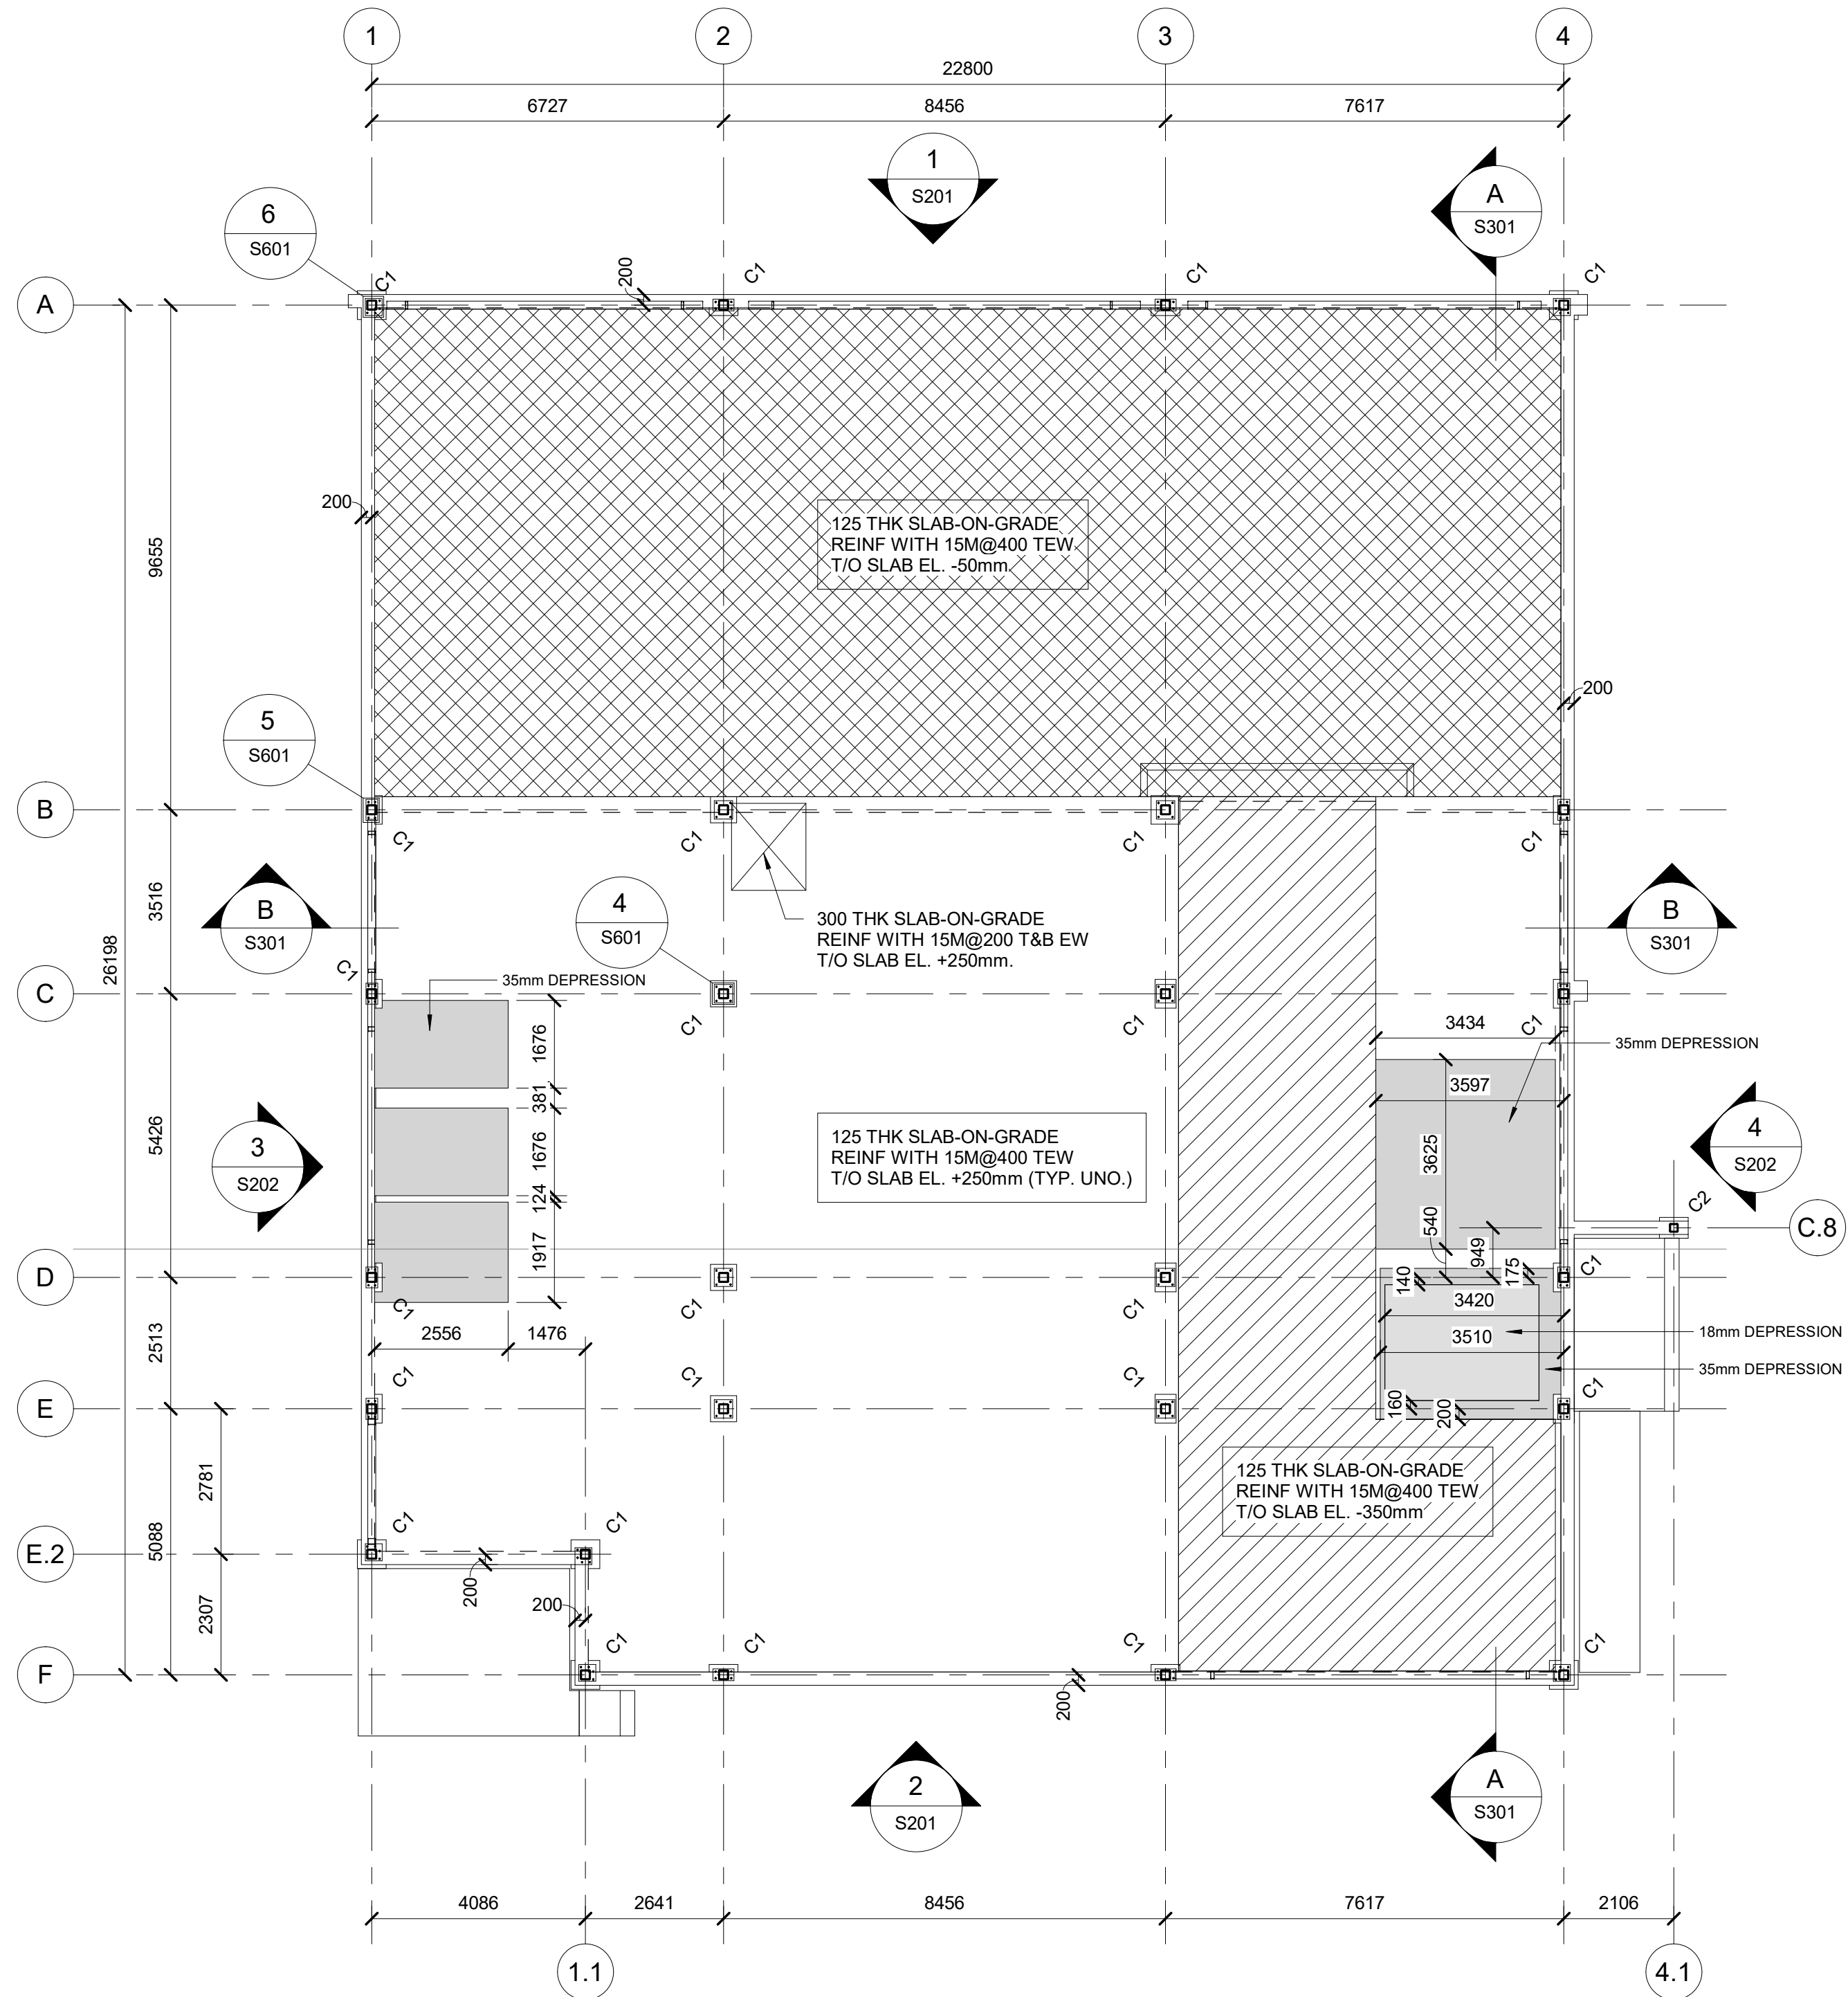 1
2
3
4
22800
6727
8456
7617
1
S201
A
S301
6
S601
C1
200
C1
C1
C1
A
200
125 THK SLAB-ON-GRADE
REINF WITH 15M@400 TEW
T/O SLAB EL. -50mm.
9655
200
5
S601
B
C1
C1
C1
C1
B
S301
3516
4
S601
300 THK SLAB-ON-GRADE
REINF WITH 15M@200 T&B EW
T/O SLAB EL. +250mm.
B
S301
26198
C1
35mm DEPRESSION
C
C1
C1
C1
3434
35mm DEPRESSION
1676
381
3597
5426
3
S202
1676
125 THK SLAB-ON-GRADE
REINF WITH 15M@400 TEW
T/O SLAB EL. +250mm (TYP. UNO.)
3625
4
S202
124
C2
C.8
1917
540
949
175
D
C1
C1
C1
140
C1
3420
2513
2556
1476
3510
18mm DEPRESSION
35mm DEPRESSION
C1
C1
C1
C1
E
160
200
2781
125 THK SLAB-ON-GRADE
REINF WITH 15M@400 TEW
T/O SLAB EL. -350mm
C1
C1
E.2
5088
200
200
2307
C1
C1
C1
C1
F
200
2
S201
A
S301
4086
2641
8456
7617
2106
1.1
4.1